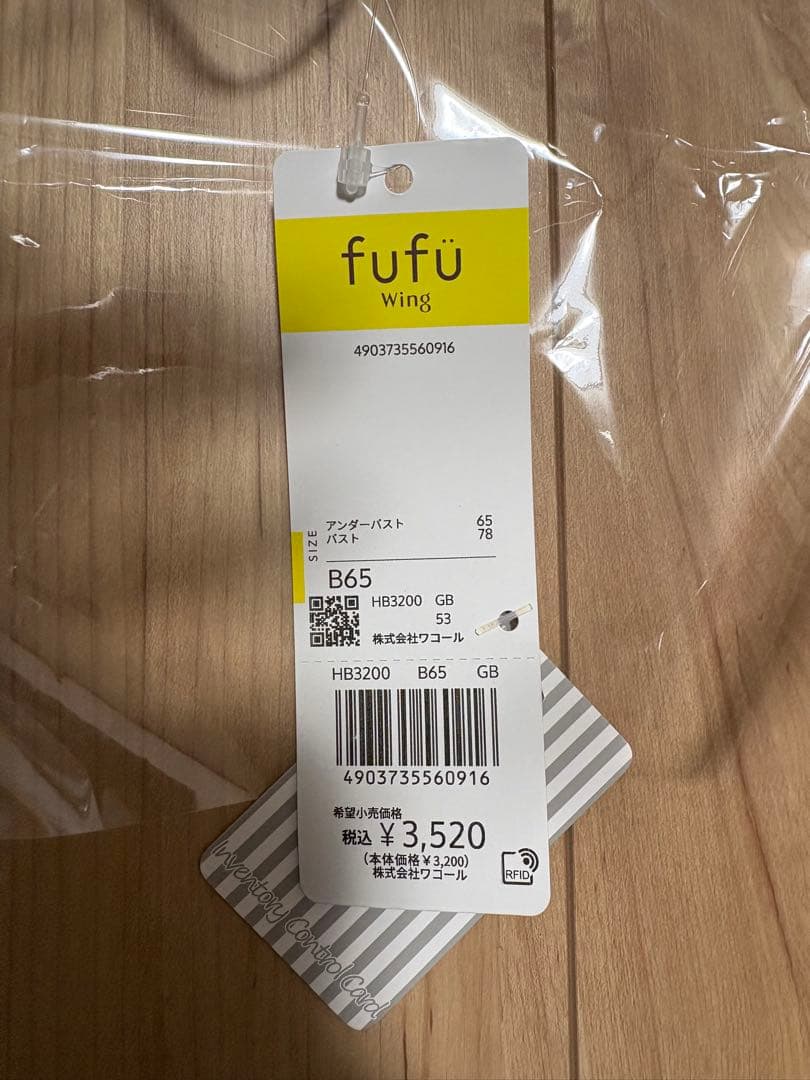 fufü
Wing
4903735560916
SIZE
アンダーバスト 65
バスト 78
B65
HB3200 GB
53
株式会社ワコール
HB3200 B65 GB
4903735560916
希望小売価格
税込 ¥3,520
(本体価格¥3,200)
株式会社ワコール
RFID
Inventory Control Card